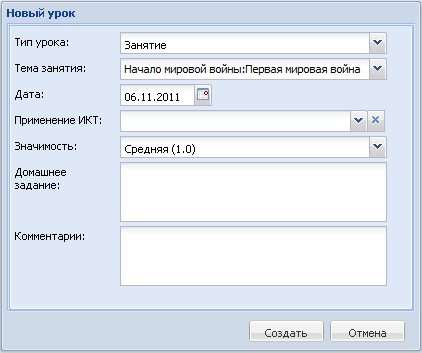 Новый урок
Тип урока: Занятие
Тема занятия: Начало мировой войны:Первая мировая война
Дата: 06.11.2011
Применение ИКТ:
Значимость: Средняя (1.0)
Домашнее
задание:
Комментарии:
Создать Отмена